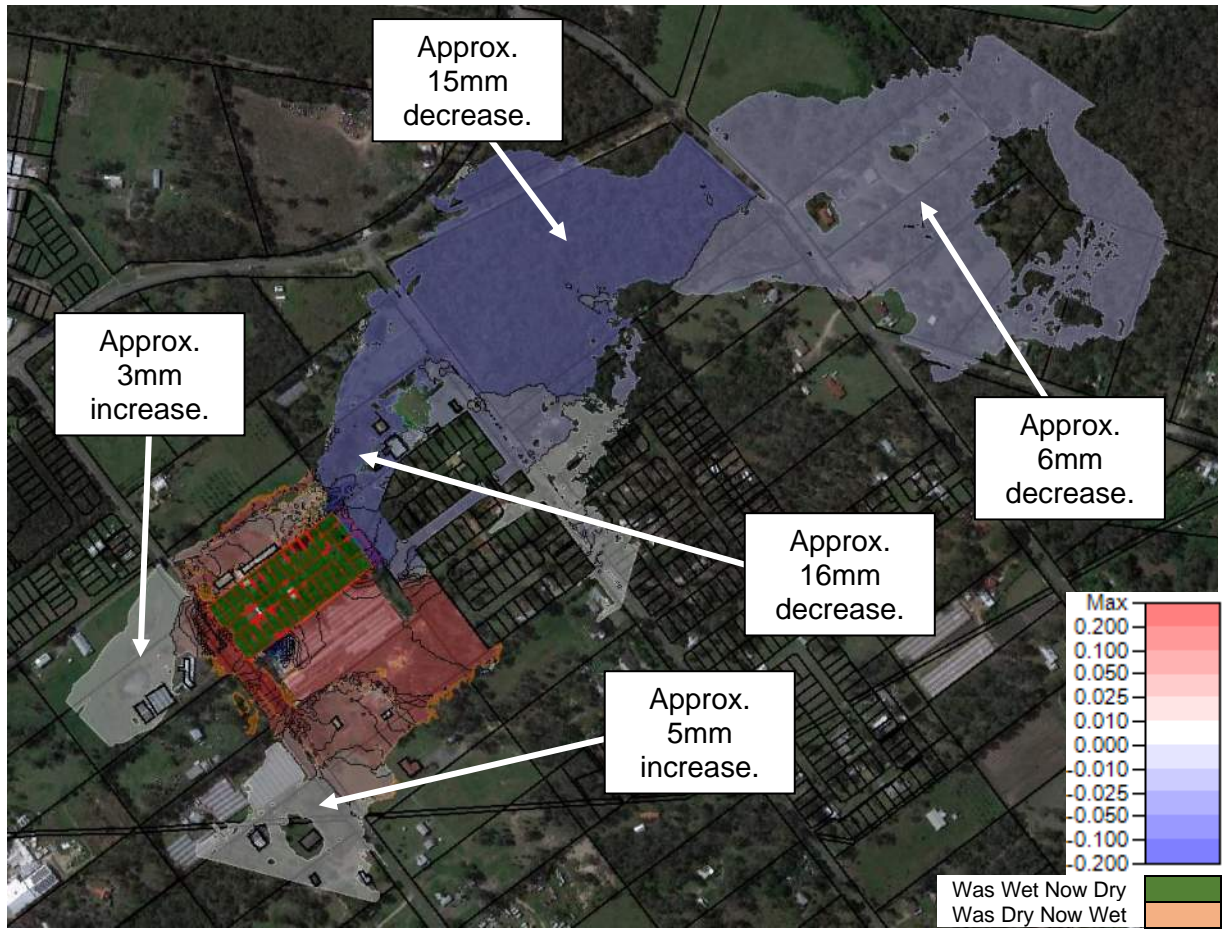 Approx.
15mm
decrease.
Approx.
3mm
increase.
Approx.
6mm
decrease.
Approx.
16mm
decrease.
Approx.
5mm
increase.
Max
0.200
0.100
0.050
0.025
0.010
0.000
-0.010
-0.025
-0.050
-0.100
-0.200
Was Wet Now Dry
Was Dry Now Wet